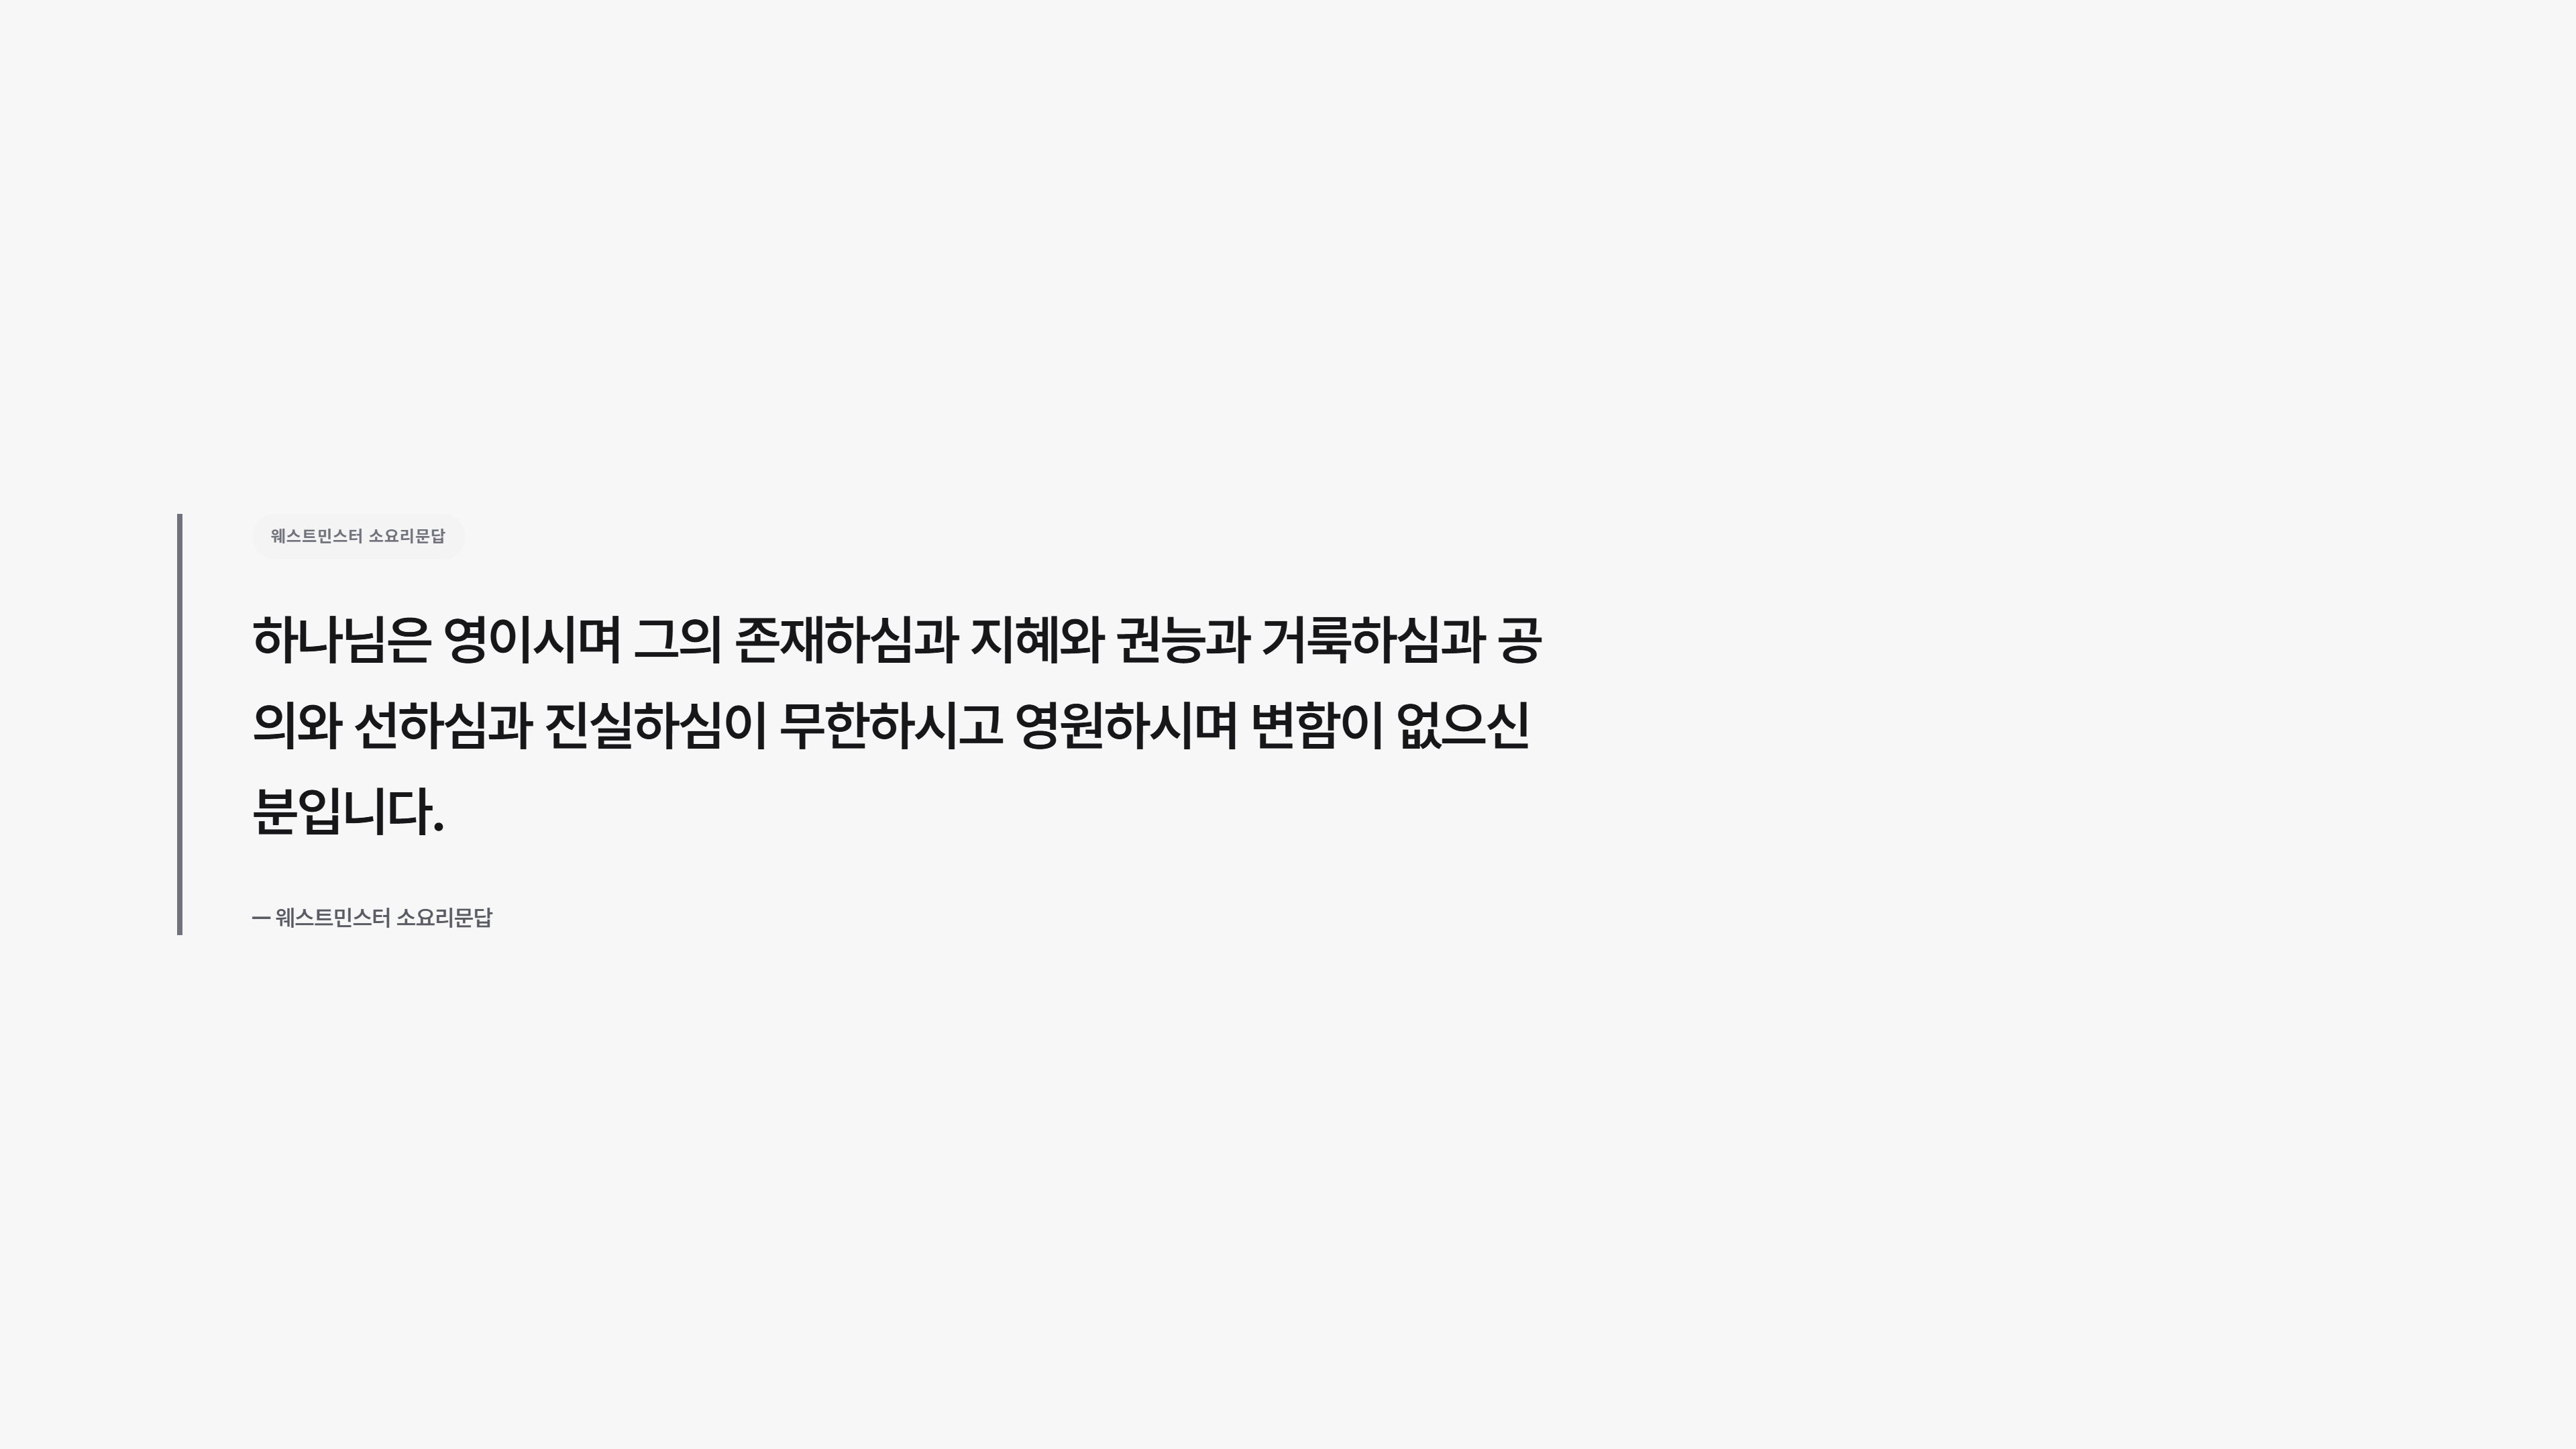 웨스트민스터 소요리문답
하나님은 영이시며 그의 존재하심과 지혜와 권능과 거룩하심과 공
의와 선하심과 진실하심이 무한하시고 영원하시며 변함이 없으신
분입니다.
— 웨스트민스터 소요리문답